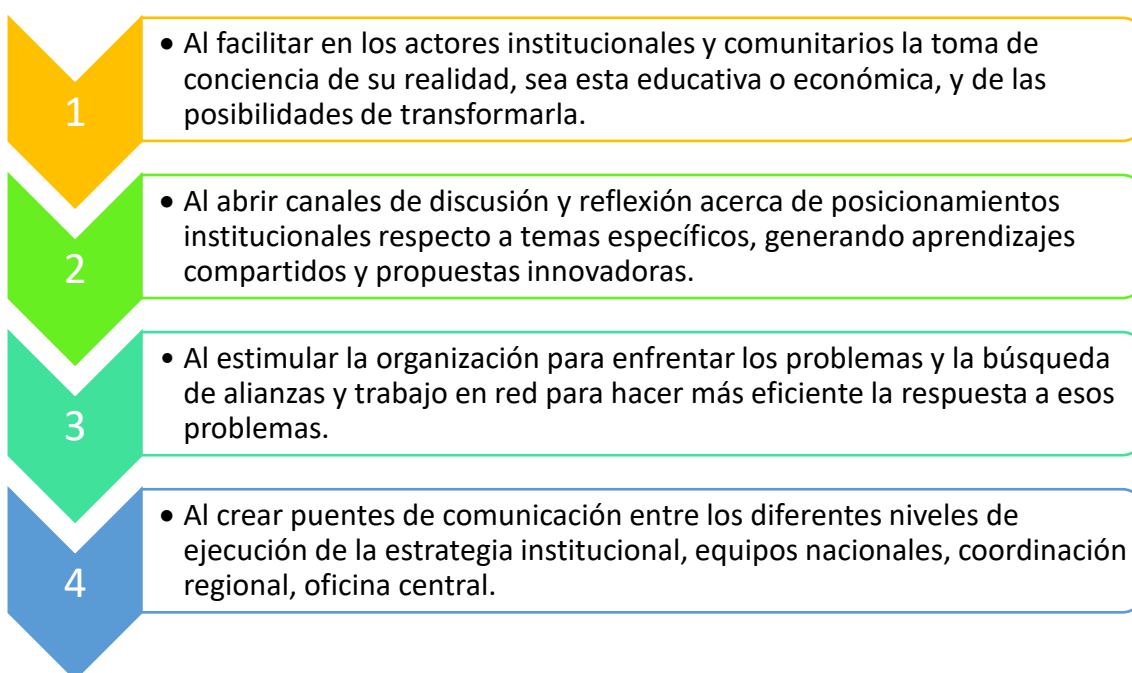 1
• Al facilitar en los actores institucionales y comunitarios la toma de
conciencia de su realidad, sea esta educativa o económica, y de las
posibilidades de transformarla.
2
• Al abrir canales de discusión y reflexión acerca de posicionamientos
institucionales respecto a temas específicos, generando aprendizajes
compartidos y propuestas innovadoras.
3
• Al estimular la organización para enfrentar los problemas y la búsqueda
de alianzas y trabajo en red para hacer más eficiente la respuesta a esos
problemas.
4
• Al crear puentes de comunicación entre los diferentes niveles de
ejecución de la estrategia institucional, equipos nacionales, coordinación
regional, oficina central.